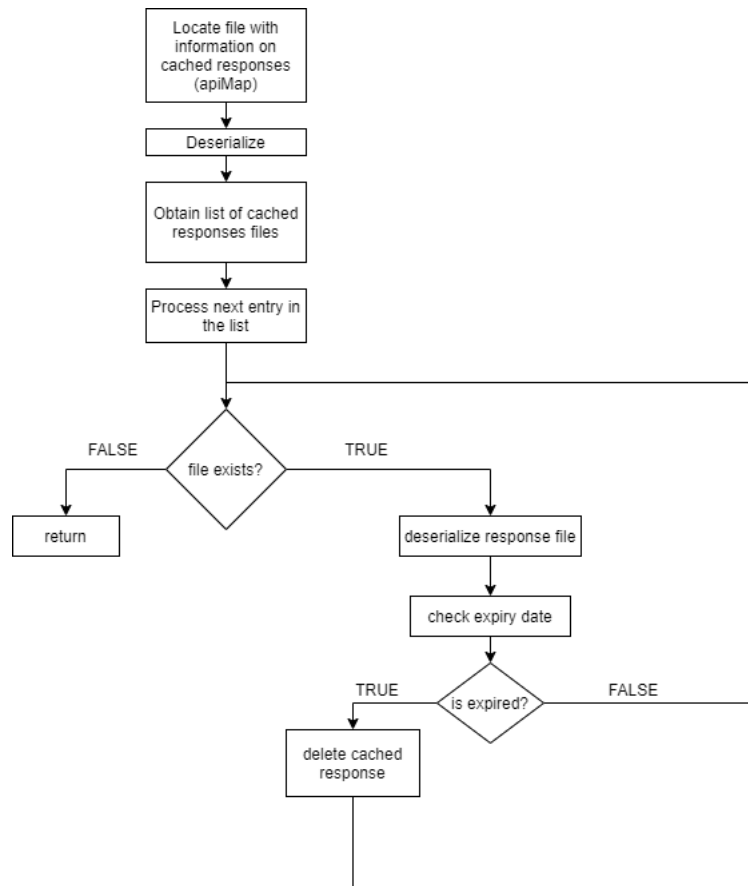 Locate file with
information on
cached responses
(apiMap)
Deserialize
Obtain list of cached
responses files
Process next entry in
the list
FALSE
file exists?
TRUE
return
deserialize response file
check expiry date
TRUE
is expired?
FALSE
delete cached
response